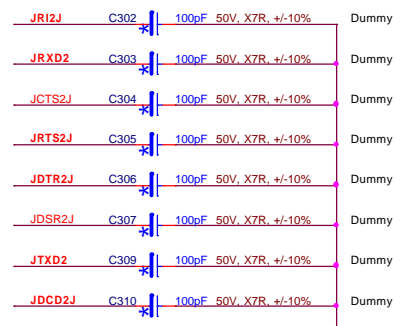 JRI2J C302 100pF 50V, X7R, +/-10% Dummy
JRXD2 C303 100pF 50V, X7R, +/-10% Dummy
JCTS2J C304 100pF 50V, X7R, +/-10% Dummy
JRTS2J C305 100pF 50V, X7R, +/-10% Dummy
JDTR2J C306 100pF 50V, X7R, +/-10% Dummy
JDSR2J C307 100pF 50V, X7R, +/-10% Dummy
JTXD2 C309 100pF 50V, X7R, +/-10% Dummy
JDCD2J C310 100pF 50V, X7R, +/-10% Dummy